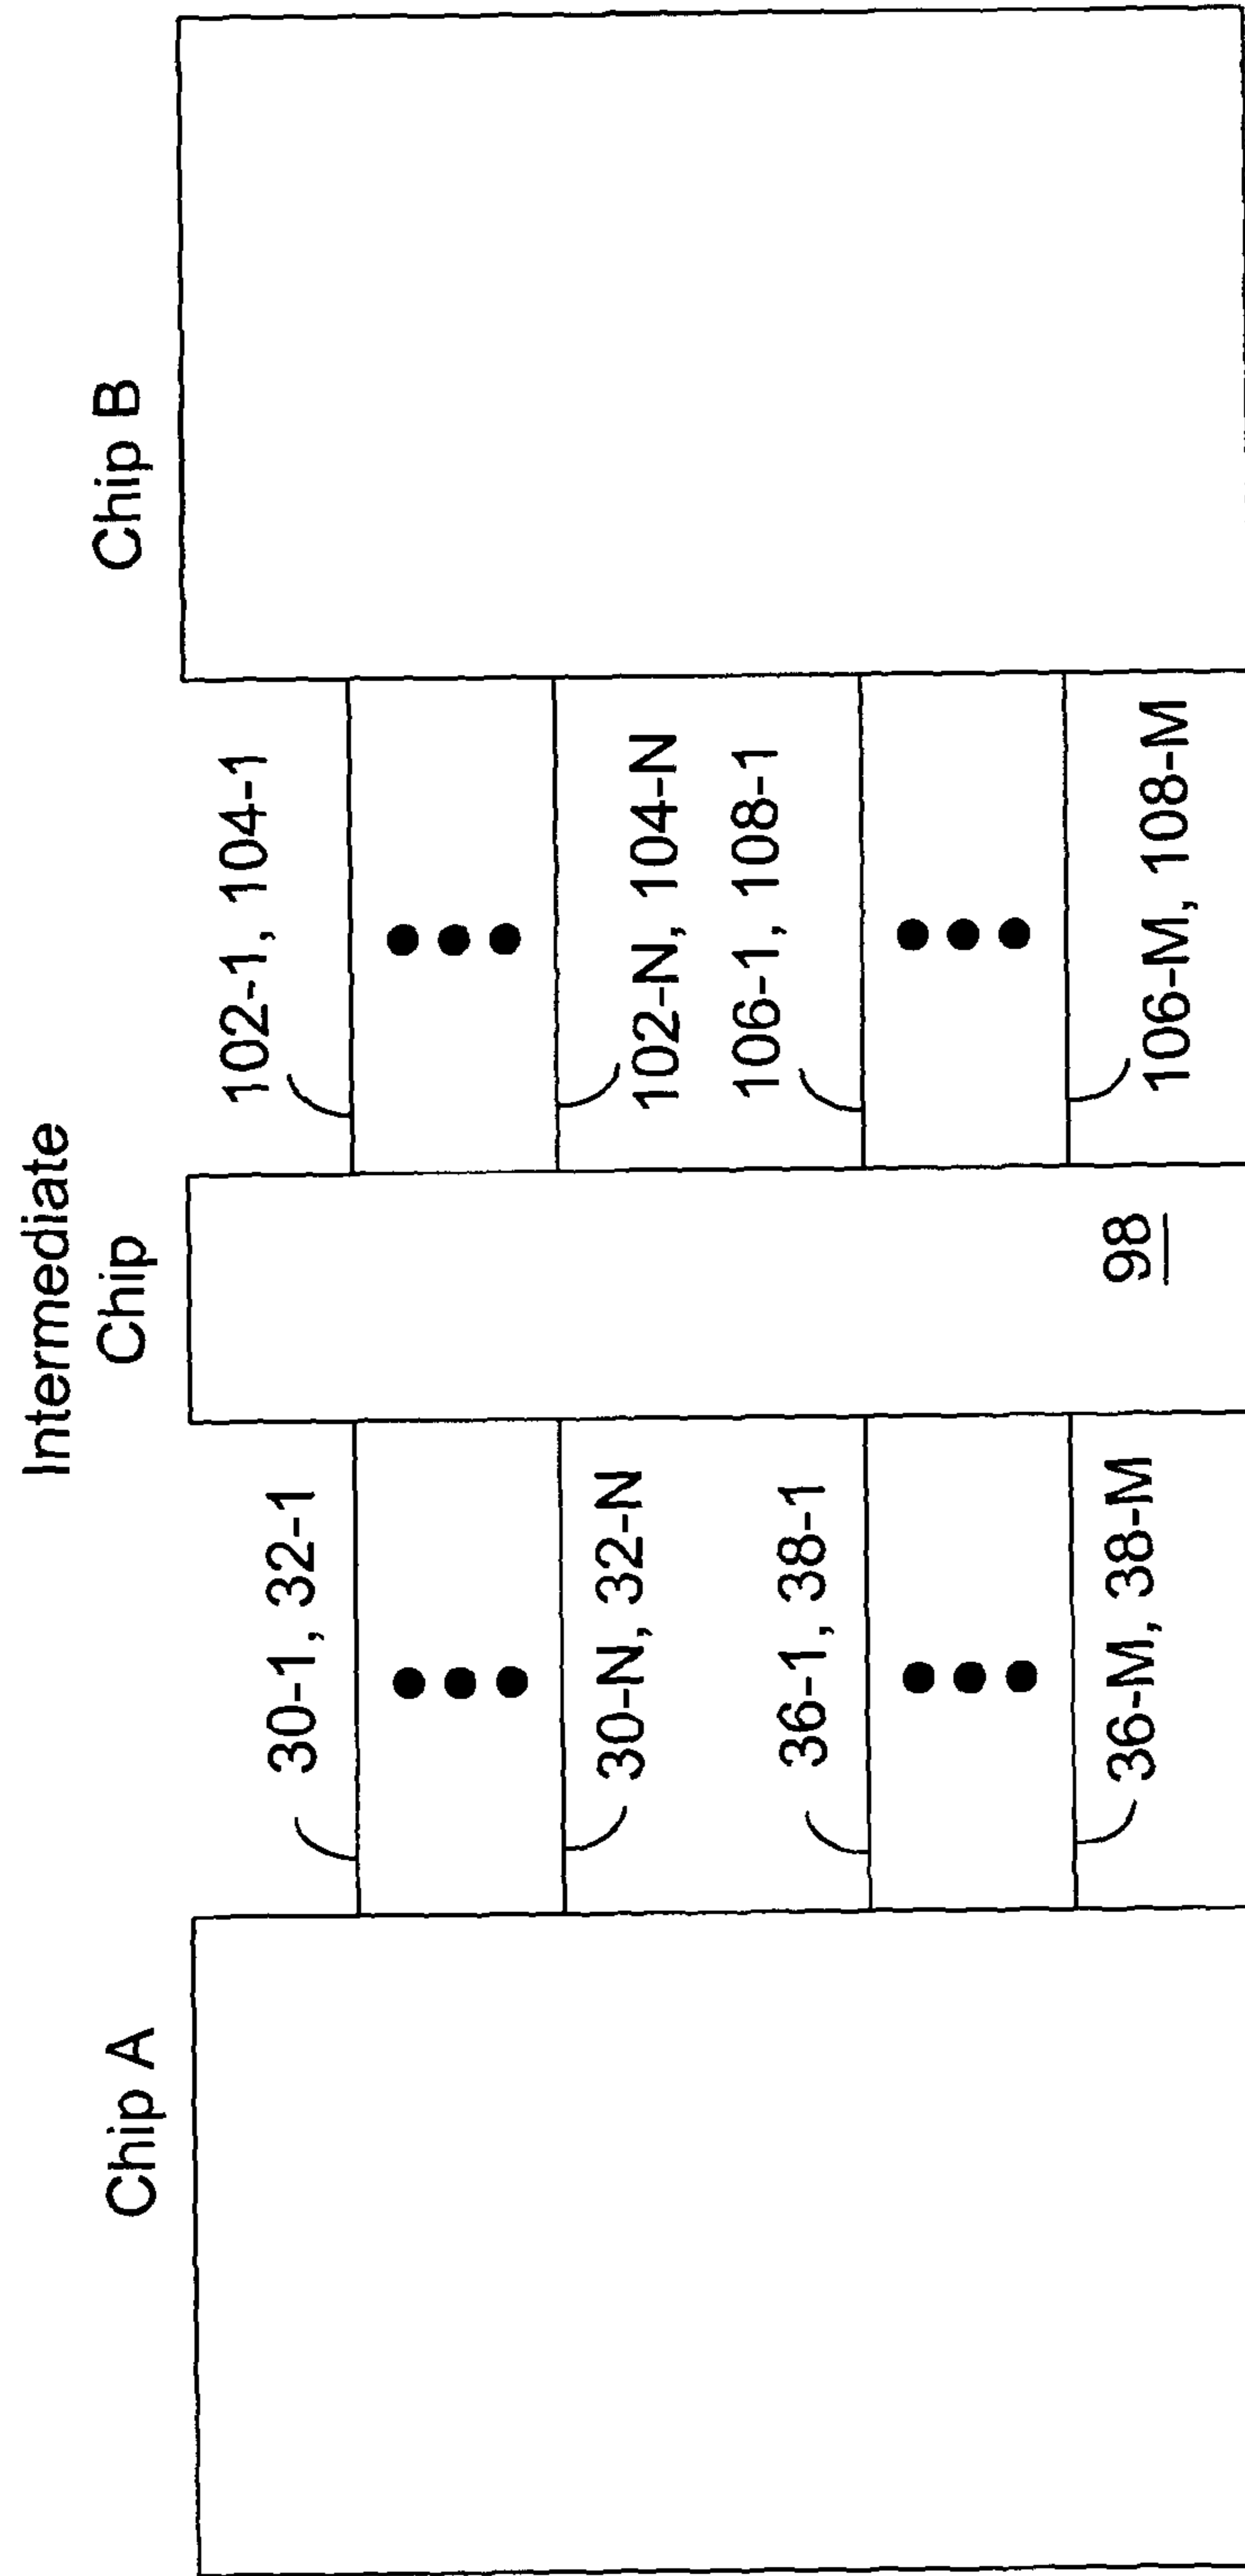 Intermediate
Chip A
Chip
Chip B
30-1, 32-1
102-1, 104-1
30-N, 32-N
102-N, 104-N
36-1, 38-1
106-1, 108-1
36-M, 38-M
106-M, 108-M
98